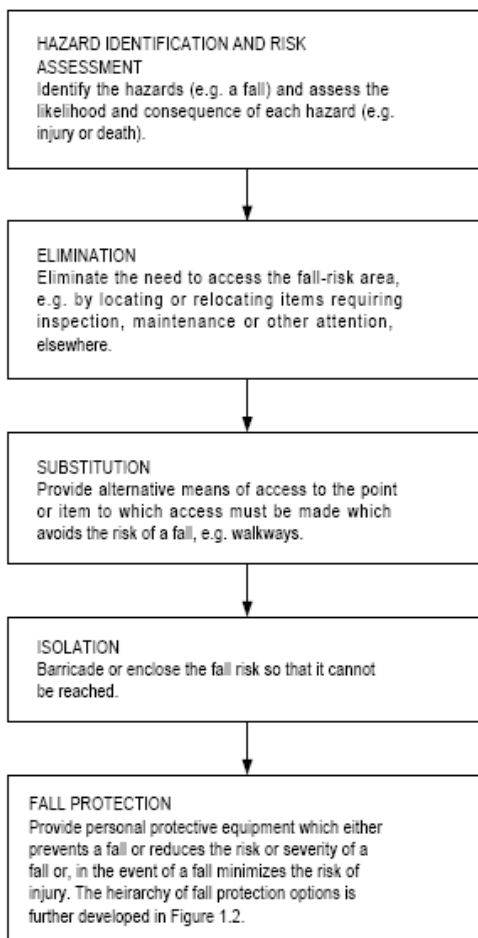 HAZARD IDENTIFICATION AND RISK
ASSESSMENT
Identify the hazards (e.g. a fall) and assess the
likelihood and consequence of each hazard (e.g.
injury or death).
ELIMINATION
Eliminate the need to access the fall-risk area,
e.g. by locating or relocating items requiring
inspection, maintenance or other attention,
elsewhere.
SUBSTITUTION
Provide alternative means of access to the point
or item to which access must be made which
avoids the risk of a fall, e.g. walkways.
ISOLATION
Barricade or enclose the fall risk so that it cannot
be reached.
FALL PROTECTION
Provide personal protective equipment which either
prevents a fall or reduces the risk or severity of a
fall or, in the event of a fall minimizes the risk of
injury. The heirarchy of fall protection options is
further developed in Figure 1.2.